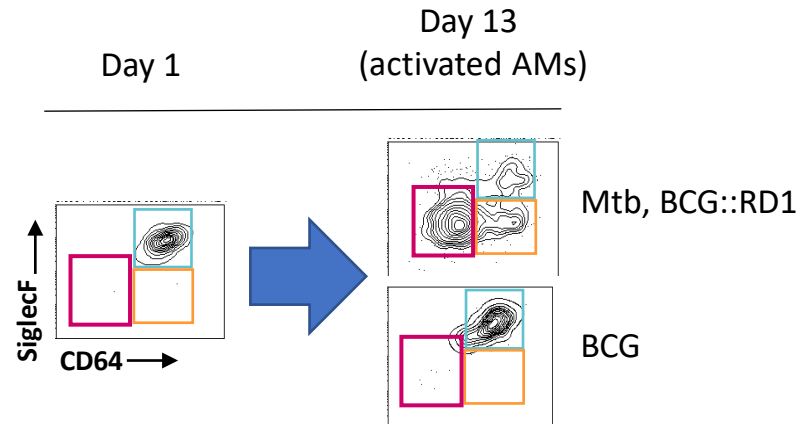 Day 1
Day 13
(activated AMs)
Mtb, BCG::RD1
BCG
SiglecF
CD64